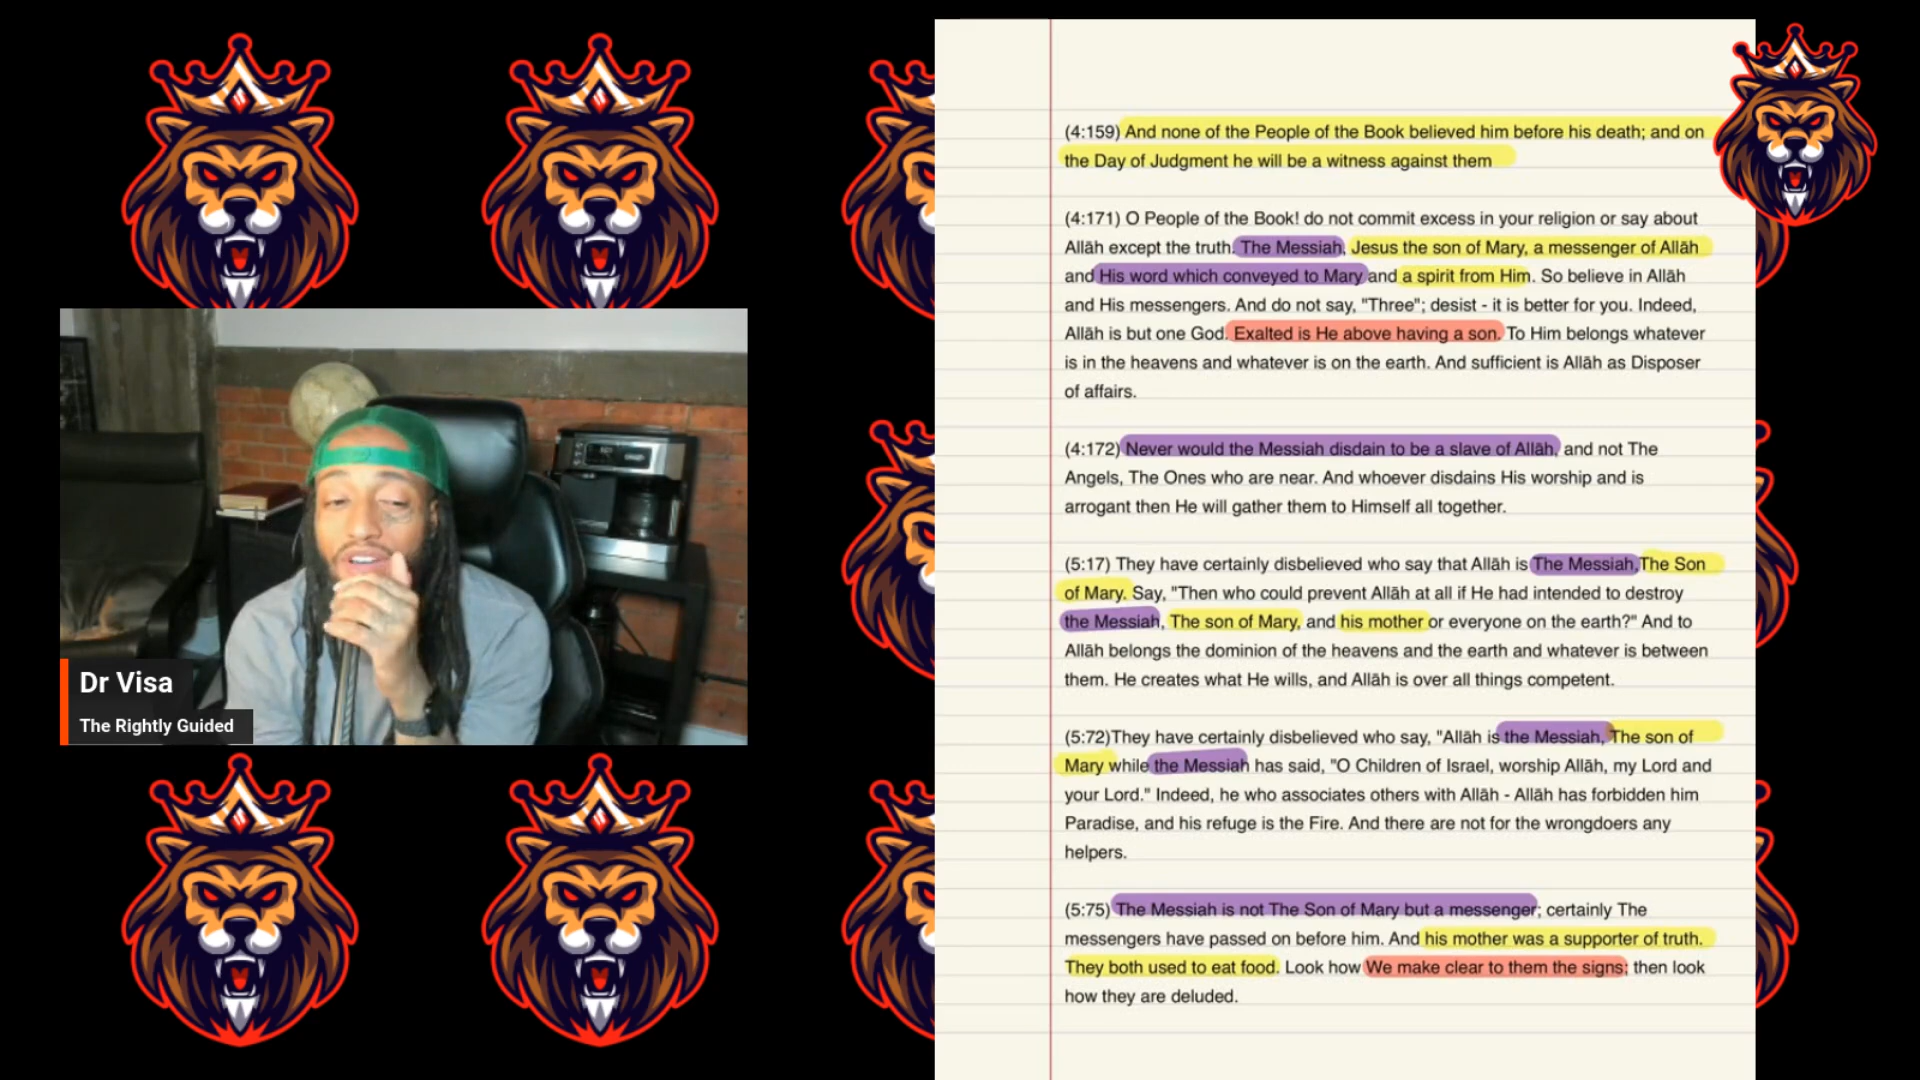 (4:159) And none of the People of the Book believed him before his death; and on
the Day of Judgment he will be a witness against them
(4:171) O People of the Book! do not commit excess in your religion or say about
Allāh except the truth. The Messiah, Jesus the son of Mary, a messenger of Allāh
and His word which conveyed to Mary and a spirit from Him. So believe in Allāh
and His messengers. And do not say, "Three"; desist - it is better for you. Indeed,
Allāh is but one God. Exalted is He above having a son. To Him belongs whatever
is in the heavens and whatever is on the earth. And sufficient is Allāh as Disposer
of affairs.
(4:172) Never would the Messiah disdain to be a slave of Allāh, and not The
Angels, The Ones who are near. And whoever disdains His worship and is
arrogant then He will gather them to Himself all together.
(5:17) They have certainly disbelieved who say that Allāh is The Messiah,The Son
of Mary. Say, "Then who could prevent Allāh at all if He had intended to destroy
the Messiah, The son of Mary, and his mother or everyone on the earth?" And to
Allāh belongs the dominion of the heavens and the earth and whatever is between
them. He creates what He wills, and Allāh is over all things competent.
(5:72)They have certainly disbelieved who say, "Allāh is the Messiah, The son of
Mary while the Messiah has said, "O Children of Israel, worship Allāh, my Lord and
your Lord." Indeed, he who associates others with Allāh - Allāh has forbidden him
Paradise, and his refuge is the Fire. And there are not for the wrongdoers any
helpers.
(5:75) The Messiah is not The Son of Mary but a messenger; certainly The
messengers have passed on before him. And his mother was a supporter of truth.
They both used to eat food. Look how We make clear to them the signs; then look
how they are deluded.
Dr Visa
The Rightly Guided